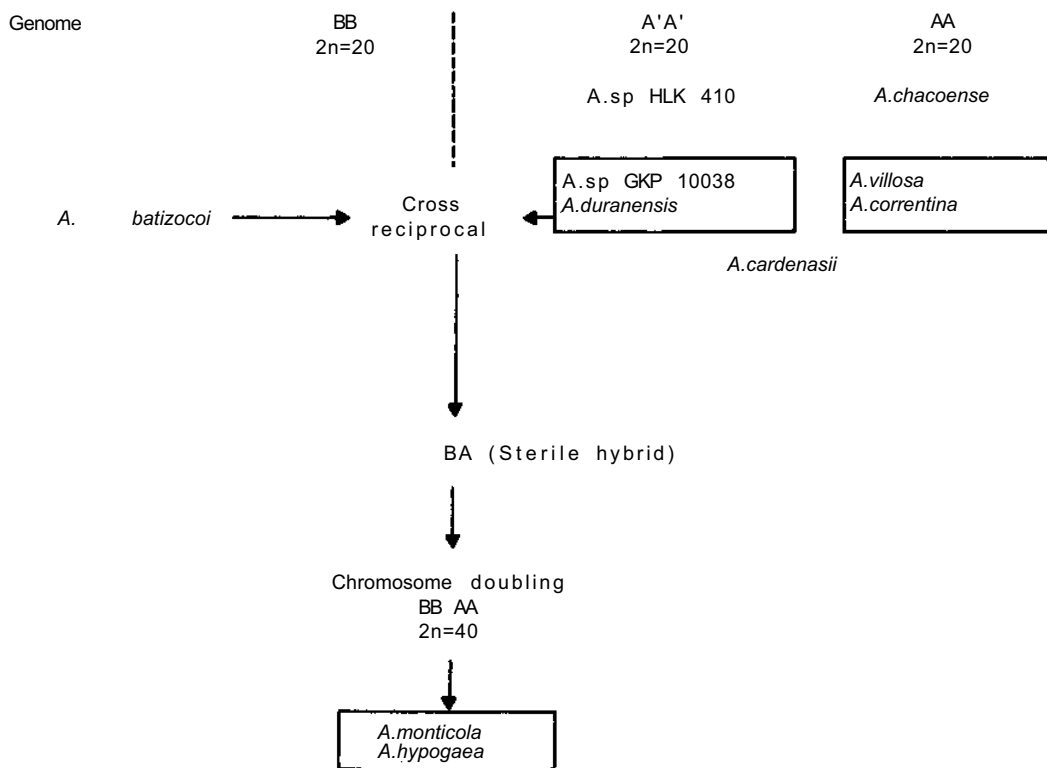 Genome BB A'A' AA
2n=20 2n=20 2n=20
A.sp HLK 410 A.chacoense
A.sp GKP 10038 A.villosa
A. batizocoi Cross A.duranensis A.correntina
reciprocal
A.cardenasii
BA (Sterile hybrid)
Chromosome doubling
BB AA
2n=40
A.monticola
A.hypogaea